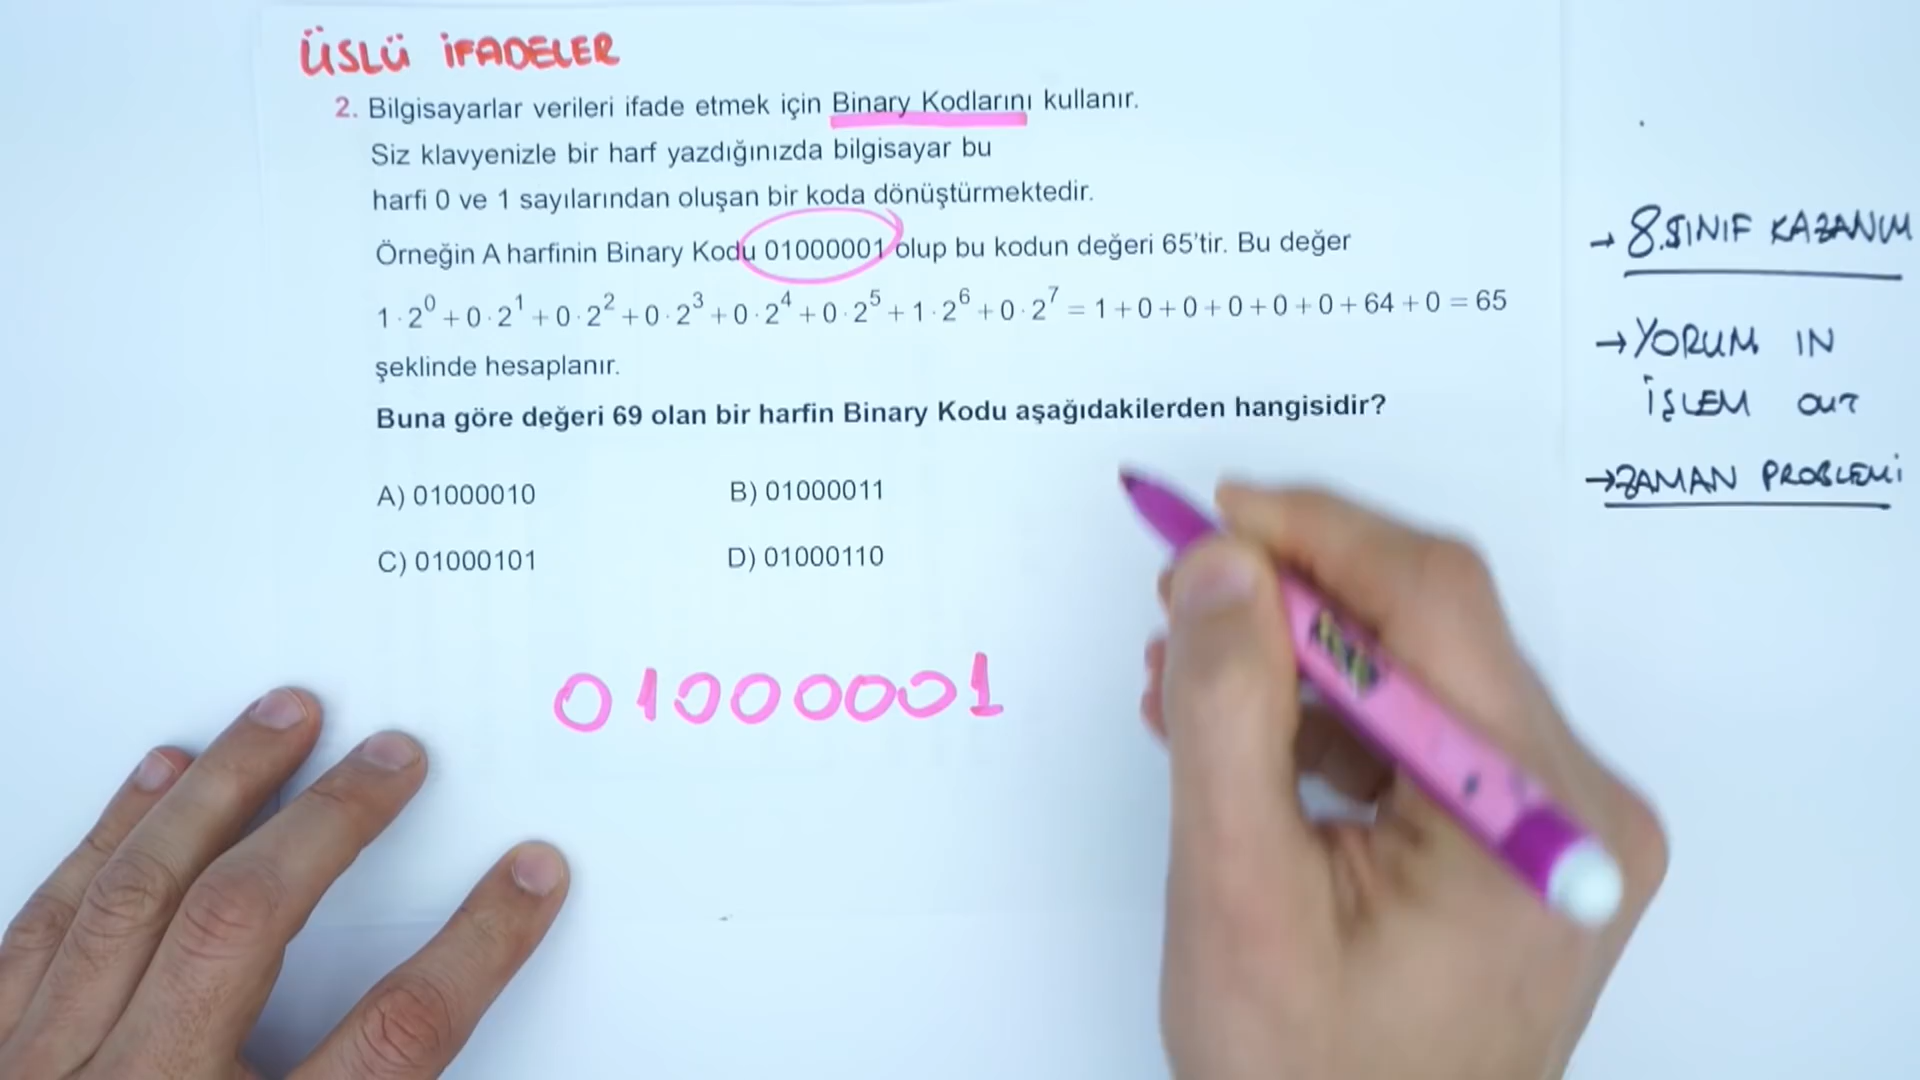 ÜSLÜ İFADELER
2. Bilgisayarlar verileri ifade etmek için Binary Kodlarını kullanır.
Siz klavyenizle bir harf yazdığınızda bilgisayar bu
harfi 0 ve 1 sayılarından oluşan bir koda dönüştürmektedir.
Örneğin A harfinin Binary Kodu 01000001 olup bu kodun değeri 65'tir. Bu değer
1·2⁰+0·2¹+0·2²+0·2³+0·2⁴+0·2⁵+1·2⁶+0·2⁷=1+0+0+0+0+0+64+0=65
şeklinde hesaplanır.
Buna göre değeri 69 olan bir harfin Binary Kodu aşağıdakilerden hangisidir?
A) 01000010 B) 01000011
C) 01000101 D) 01000110
01000001
→ 8.SINIF KAZANIM
→ YORUM IN
İŞLEM OUT
→ ZAMAN PROBLEMi